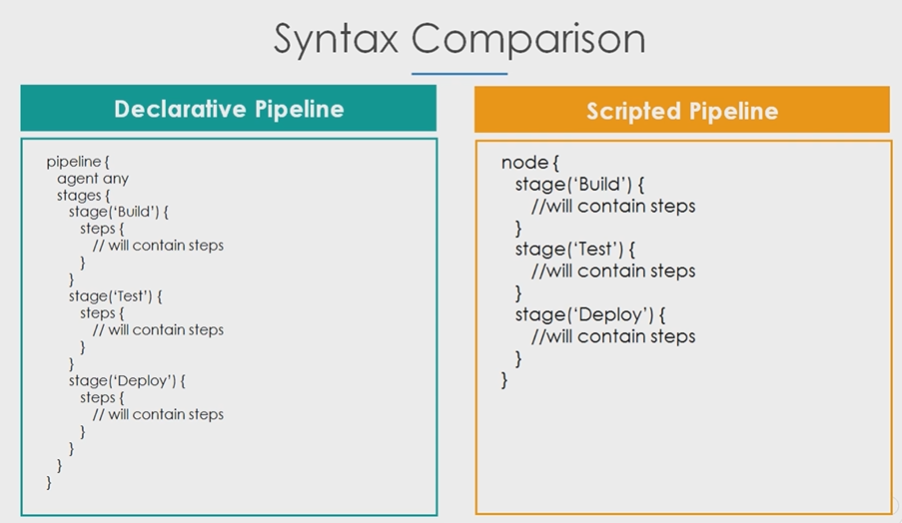 Syntax Comparison
Declarative Pipeline
pipeline {
agent any
stages {
stage(‘Build’) {
steps {
// will contain steps
}
}
stage(‘Test’) {
steps {
// will contain steps
}
}
stage(‘Deploy’) {
steps {
// will contain steps
}
}
}
}
Scripted Pipeline
node {
stage(‘Build’) {
//will contain steps
}
stage(‘Test’) {
//will contain steps
}
stage(‘Deploy’) {
//will contain steps
}
}